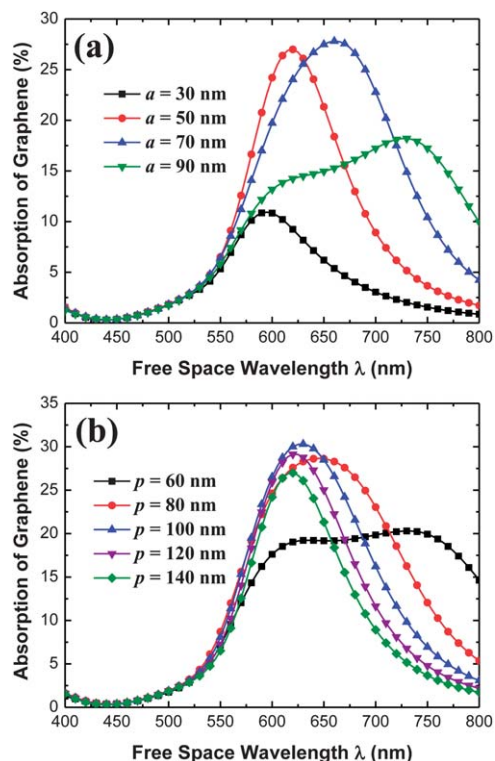 (a)
Absorption of Graphene (%)
30
25
20
15
10
5
0
a = 30 nm
a = 50 nm
a = 70 nm
a = 90 nm
400 450 500 550 600 650 700 750 800
Free Space Wavelength λ (nm)
(b)
Absorption of Graphene (%)
35
30
25
20
15
10
5
0
p = 60 nm
p = 80 nm
p = 100 nm
p = 120 nm
p = 140 nm
400 450 500 550 600 650 700 750 800
Free Space Wavelength λ (nm)